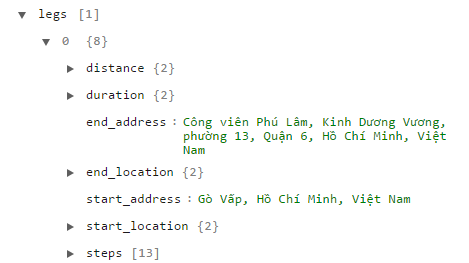 legs [1]
0 {8}
distance {2}
duration {2}
end_address : Công viên Phú Lâm, Kinh Dương Vương,
phường 13, Quận 6, Hồ Chí Minh, Việt
Nam
end_location {2}
start_address : Gò Vấp, Hồ Chí Minh, Việt Nam
start_location {2}
steps [13]